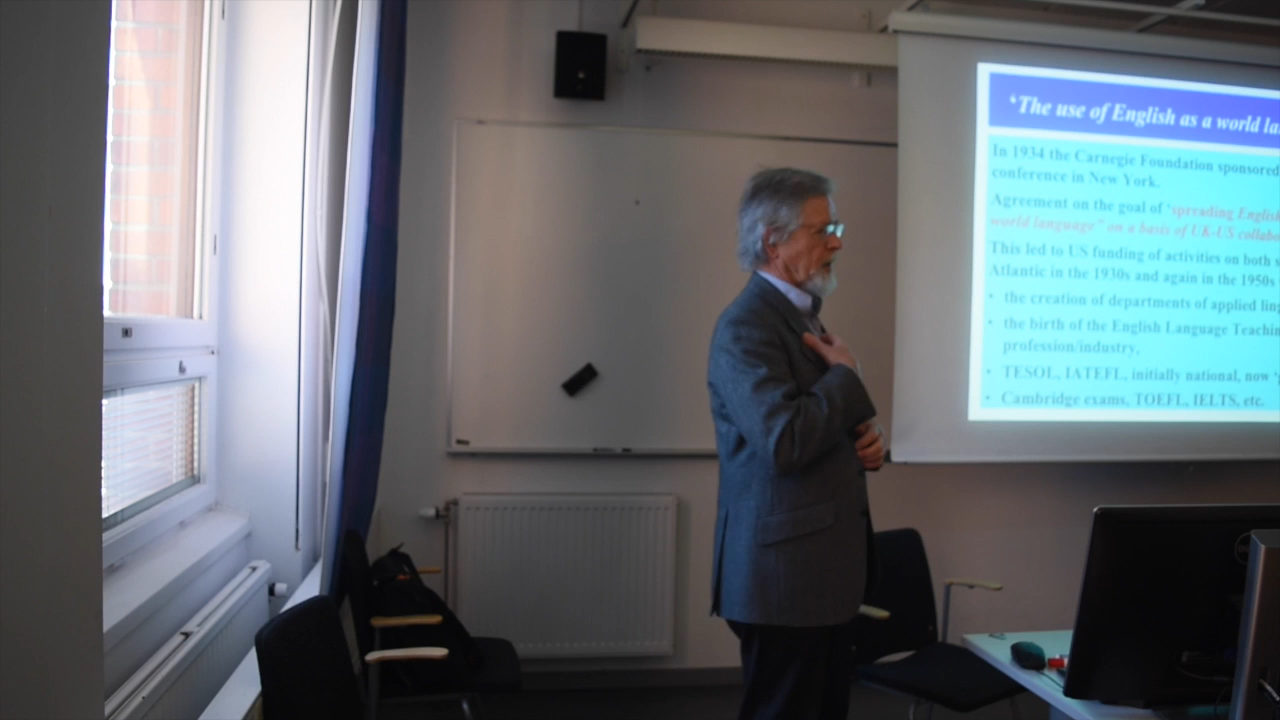 ‘The use of English as a world la
In 1934 the Carnegie Foundation sponsored
conference in New York.
Agreement on the goal of ‘spreading English
world language” on a basis of UK-US collabo
This led to US funding of activities on both s
Atlantic in the 1930s and again in the 1950s
• the creation of departments of applied ling
• the birth of the English Language Teachin
profession/industry,
• TESOL, IATEFL, initially national, now ‘g
• Cambridge exams, TOEFL, IELTS, etc.